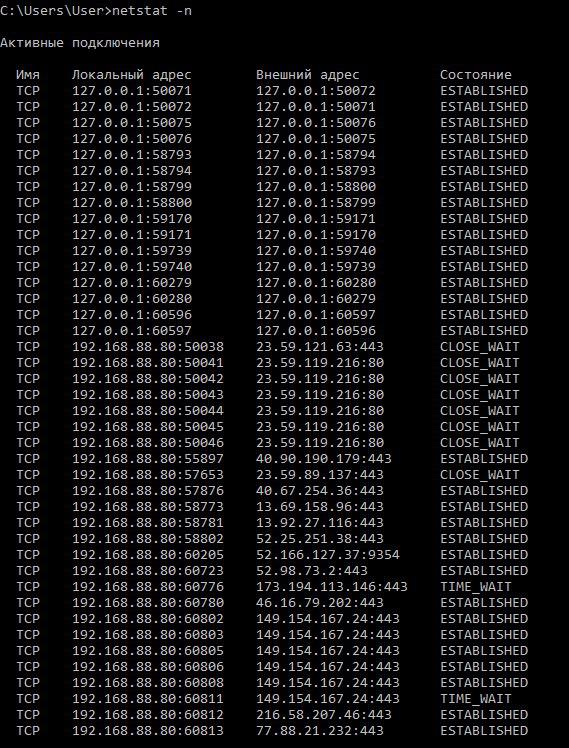 C:\Users\User>netstat -n
Активные подключения
Имя Локальный адрес Внешний адрес Состояние
TCP 127.0.0.1:50071 127.0.0.1:50072 ESTABLISHED
TCP 127.0.0.1:50072 127.0.0.1:50071 ESTABLISHED
TCP 127.0.0.1:50075 127.0.0.1:50076 ESTABLISHED
TCP 127.0.0.1:50076 127.0.0.1:50075 ESTABLISHED
TCP 127.0.0.1:58793 127.0.0.1:58794 ESTABLISHED
TCP 127.0.0.1:58794 127.0.0.1:58793 ESTABLISHED
TCP 127.0.0.1:58799 127.0.0.1:58800 ESTABLISHED
TCP 127.0.0.1:58800 127.0.0.1:58799 ESTABLISHED
TCP 127.0.0.1:59170 127.0.0.1:59171 ESTABLISHED
TCP 127.0.0.1:59171 127.0.0.1:59170 ESTABLISHED
TCP 127.0.0.1:59739 127.0.0.1:59740 ESTABLISHED
TCP 127.0.0.1:59740 127.0.0.1:59739 ESTABLISHED
TCP 127.0.0.1:60279 127.0.0.1:60280 ESTABLISHED
TCP 127.0.0.1:60280 127.0.0.1:60279 ESTABLISHED
TCP 127.0.0.1:60596 127.0.0.1:60597 ESTABLISHED
TCP 127.0.0.1:60597 127.0.0.1:60596 ESTABLISHED
TCP 192.168.88.80:50038 23.59.121.63:443 CLOSE_WAIT
TCP 192.168.88.80:50041 23.59.119.216:80 CLOSE_WAIT
TCP 192.168.88.80:50042 23.59.119.216:80 CLOSE_WAIT
TCP 192.168.88.80:50043 23.59.119.216:80 CLOSE_WAIT
TCP 192.168.88.80:50044 23.59.119.216:80 CLOSE_WAIT
TCP 192.168.88.80:50045 23.59.119.216:80 CLOSE_WAIT
TCP 192.168.88.80:50046 23.59.119.216:80 CLOSE_WAIT
TCP 192.168.88.80:55897 40.90.190.179:443 ESTABLISHED
TCP 192.168.88.80:57653 23.59.89.137:443 CLOSE_WAIT
TCP 192.168.88.80:57876 40.67.254.36:443 ESTABLISHED
TCP 192.168.88.80:58773 13.69.158.96:443 ESTABLISHED
TCP 192.168.88.80:58781 13.92.27.116:443 ESTABLISHED
TCP 192.168.88.80:58802 52.25.251.38:443 ESTABLISHED
TCP 192.168.88.80:60205 52.166.127.37:9354 ESTABLISHED
TCP 192.168.88.80:60723 52.98.73.2:443 ESTABLISHED
TCP 192.168.88.80:60776 173.194.113.146:443 TIME_WAIT
TCP 192.168.88.80:60780 46.16.79.202:443 ESTABLISHED
TCP 192.168.88.80:60802 149.154.167.24:443 ESTABLISHED
TCP 192.168.88.80:60803 149.154.167.24:443 ESTABLISHED
TCP 192.168.88.80:60805 149.154.167.24:443 ESTABLISHED
TCP 192.168.88.80:60806 149.154.167.24:443 ESTABLISHED
TCP 192.168.88.80:60808 149.154.167.24:443 ESTABLISHED
TCP 192.168.88.80:60811 149.154.167.24:443 TIME_WAIT
TCP 192.168.88.80:60812 216.58.207.46:443 ESTABLISHED
TCP 192.168.88.80:60813 77.88.21.232:443 ESTABLISHED